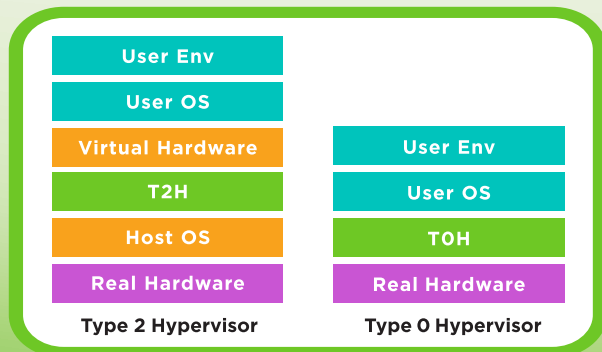 User Env
User OS
Virtual Hardware
T2H
Host OS
Real Hardware
Type 2 Hypervisor
User Env
User OS
T0H
Real Hardware
Type 0 Hypervisor